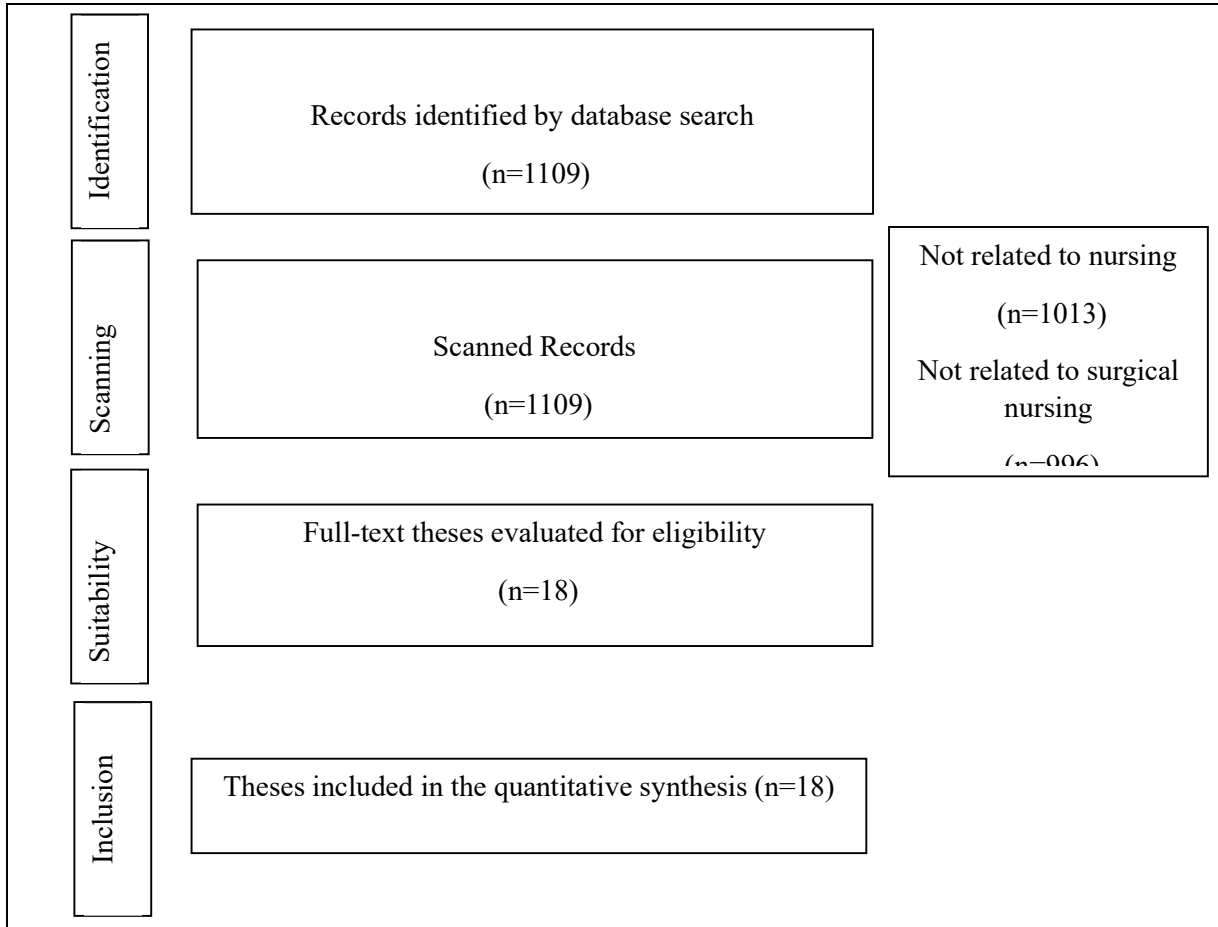 Identification
Records identified by database search
(n=1109)
Scanning
Scanned Records
(n=1109)
Not related to nursing
(n=1013)
Not related to surgical
nursing
(n=996)
Suitability
Full-text theses evaluated for eligibility
(n=18)
Inclusion
Theses included in the quantitative synthesis (n=18)